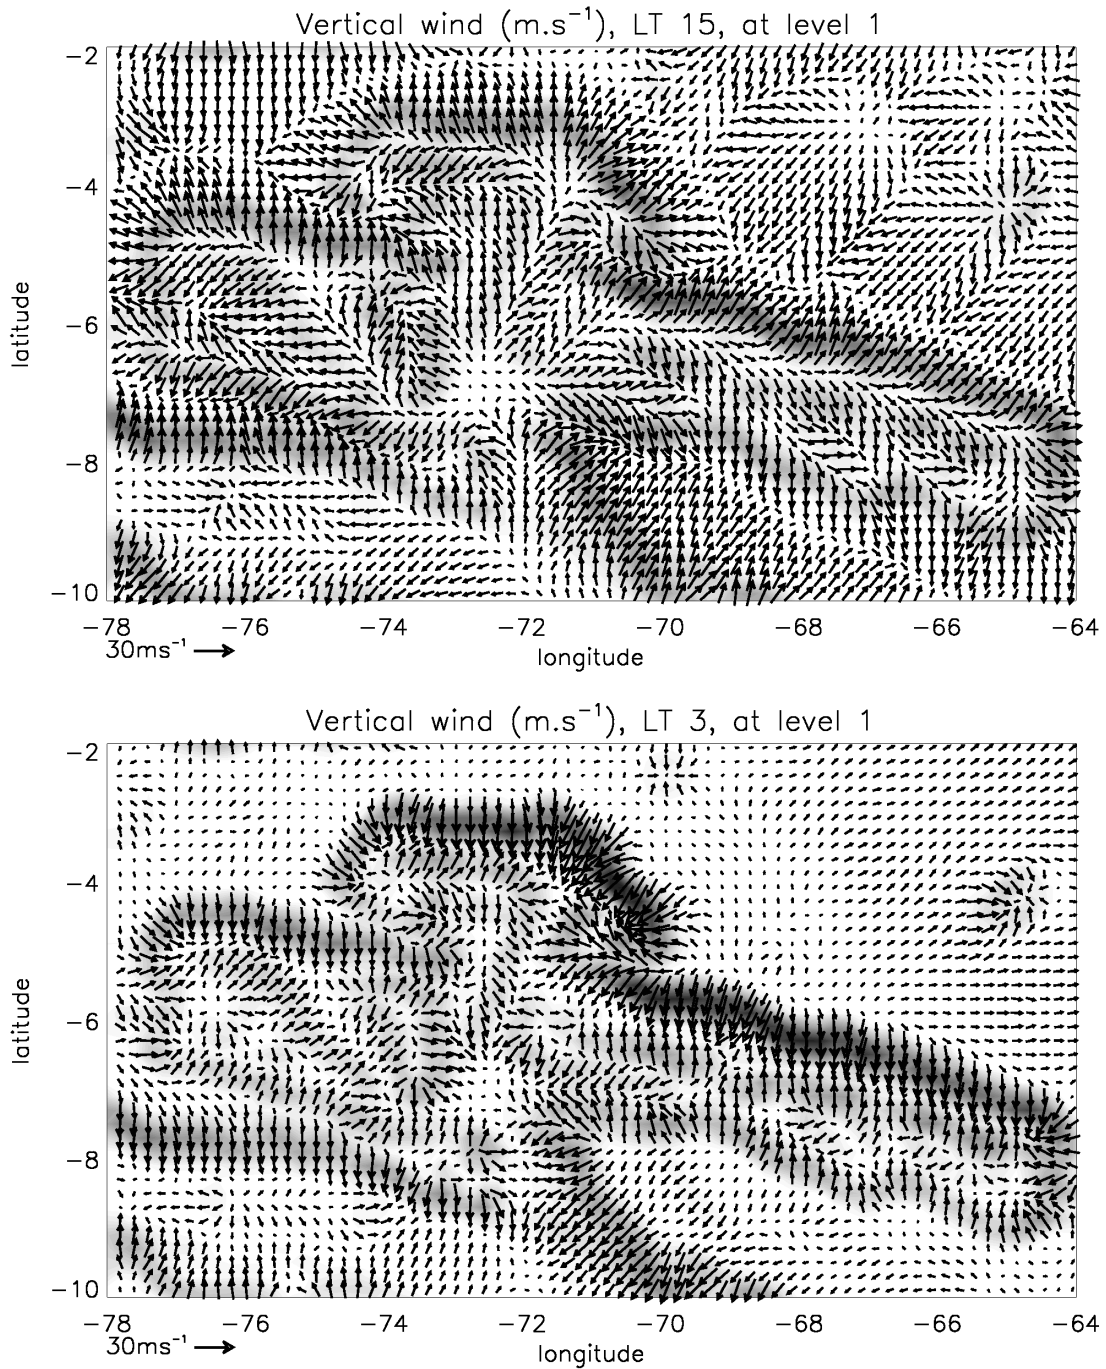 Vertical wind (m.s⁻¹), LT 15, at level 1
−2
−4
−6
−8
−10
latitude
−78 −76 −74 −72 −70 −68 −66 −64
30ms⁻¹
longitude
Vertical wind (m.s⁻¹), LT 3, at level 1
−2
−4
−6
−8
−10
latitude
−78 −76 −74 −72 −70 −68 −66 −64
30ms⁻¹
longitude